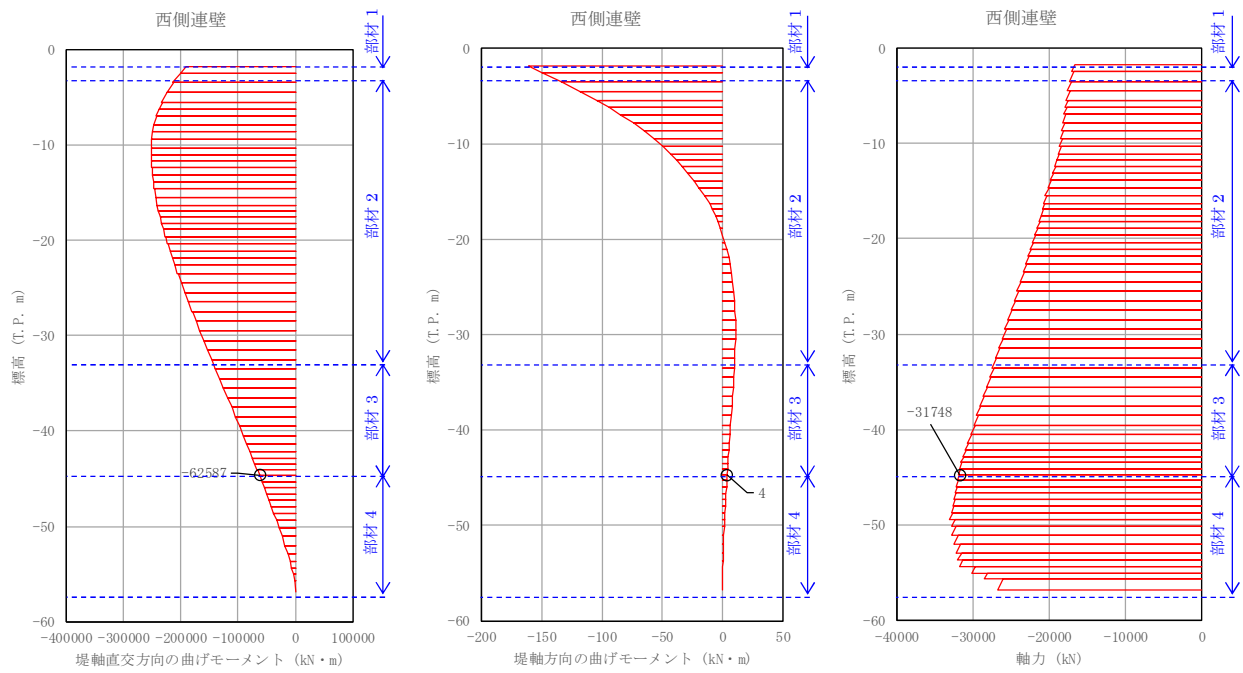 西側連壁
部材 1
0
-10
-20
-30
-40
-50
-60
標高 (T.P. m)
部材 2
部材 3
部材 4
-62587
-400000 -300000 -200000 -100000 0 100000
堤軸直交方向の曲げモーメント (kN・m)
西側連壁
部材 1
0
-10
-20
-30
-40
-50
-60
標高 (T.P. m)
部材 2
部材 3
部材 4
4
-200 -150 -100 -50 0 50
堤軸方向の曲げモーメント (kN・m)
西側連壁
部材 1
0
-10
-20
-30
-40
-50
-60
標高 (T.P. m)
部材 2
部材 3
部材 4
-31748
-40000 -30000 -20000 -10000 0
軸力 (kN)